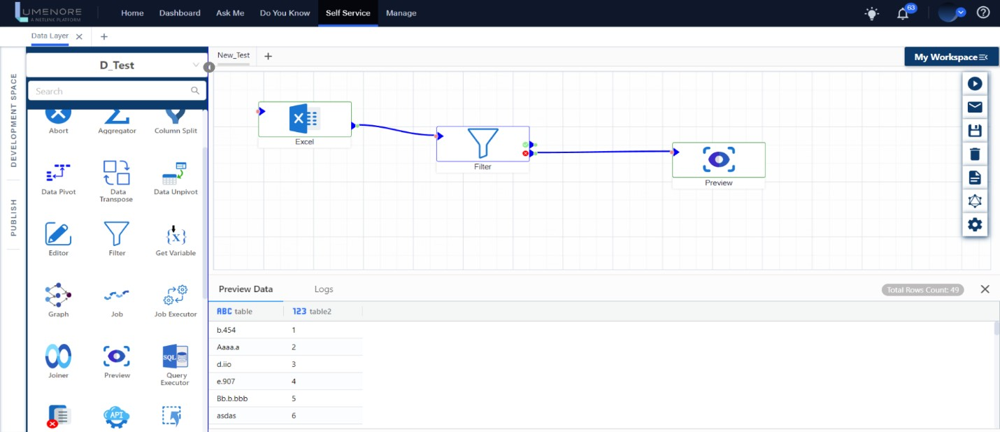 LUMENORE
A NETLINK PLATFORM
Home Dashboard Ask Me Do You Know Self Service Manage 63
Data Layer
DEVELOPMENT SPACE
PUBLISH
D_Test
Search
Abort Aggregator Column Split
Data Pivot Data Transpose Data Unpivot
Editor Filter Get Variable
Graph Job Job Executor
Joiner Preview SQL Query Executor
API
New_Test
My Workspace
X
Excel
Filter
Preview
Preview Data Logs Total Rows Count: 49
ABC table 123 table2
b.454 1
Aaaa.a 2
d.iio 3
e.907 4
Bb.b.bbb 5
asdas 6